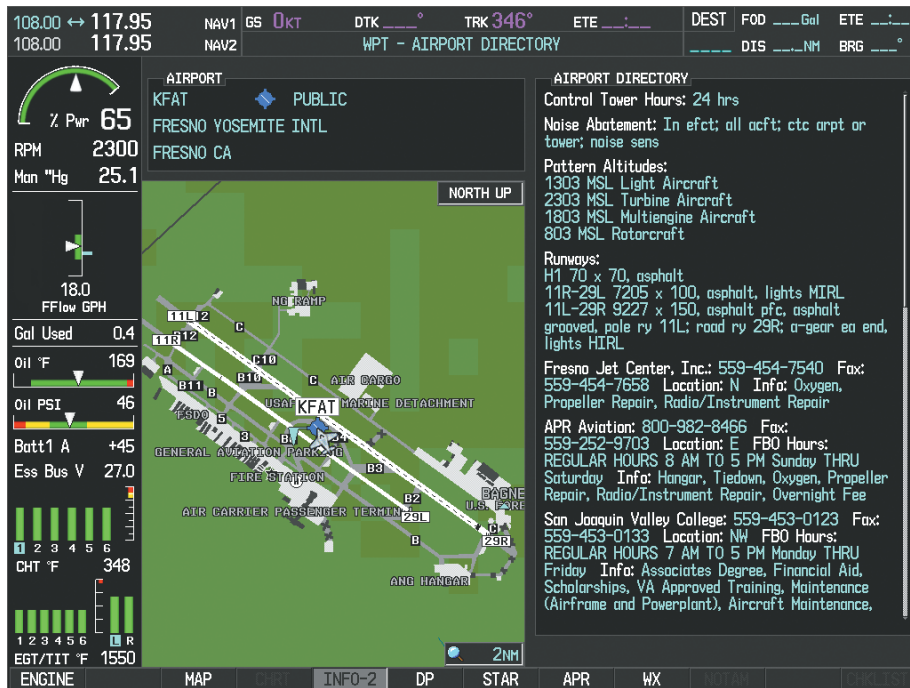 108.00 ↔ 117.95 NAV1 GS 0KT DTK ___° TRK 346° ETE __:__ DEST FOD ___Gal ETE __:__
108.00 117.95 NAV2 WPT - AIRPORT DIRECTORY ____ DIS __._NM BRG ___°
% Pwr 65
RPM 2300
Man "Hg 25.1
18.0
FFlow GPH
Gal Used 0.4
Oil °F 169
Oil PSI 46
Batt1 A +45
Ess Bus V 27.0
1 2 3 4 5 6
CHT °F 348
1 2 3 4 5 6 L R
EGT/TIT °F 1550
AIRPORT
KFAT PUBLIC
FRESNO YOSEMITE INTL
FRESNO CA
NORTH UP
NG RAMP
11L 12
C
11R B12
C10
A B10 C AIR CARGO
B11 B
USAF MARINE DETACHMENT
KFAT
FSDO 5
3
GENERAL AVIATION PARKING
B3
FIRE STATION
B2 BAGNE
AIR CARRIER PASSENGER TERMIN 29L U.S. FORE
C
B 29R
ANG HANGAR
2NM
AIRPORT DIRECTORY
Control Tower Hours: 24 hrs
Noise Abatement: In efct; all acft; ctc arpt or
tower; noise sens
Pattern Altitudes:
1303 MSL Light Aircraft
2303 MSL Turbine Aircraft
1803 MSL Multiengine Aircraft
803 MSL Rotorcraft
Runways:
H1 70 x 70, asphalt
11R-29L 7205 x 100, asphalt, lights MIRL
11L-29R 9227 x 150, asphalt pfc, asphalt
grooved, pole ry 11L; road ry 29R; a-gear ea end,
lights HIRL
Fresno Jet Center, Inc.: 559-454-7540 Fax:
559-454-7658 Location: N Info: Oxygen,
Propeller Repair, Radio/Instrument Repair
APR Aviation: 800-982-8466 Fax:
559-252-9703 Location: E FBO Hours:
REGULAR HOURS 8 AM TO 5 PM Sunday THRU
Saturday Info: Hangar, Tiedown, Oxygen, Propeller
Repair, Radio/Instrument Repair, Overnight Fee
San Joaquin Valley College: 559-453-0123 Fax:
559-453-0133 Location: NW FBO Hours:
REGULAR HOURS 7 AM TO 5 PM Monday THRU
Friday Info: Associates Degree, Financial Aid,
Scholarships, VA Approved Training, Maintenance
(Airframe and Powerplant), Aircraft Maintenance,
ENGINE MAP CHRT INFO-2 DP STAR APR WX NOTAM CHKLIST